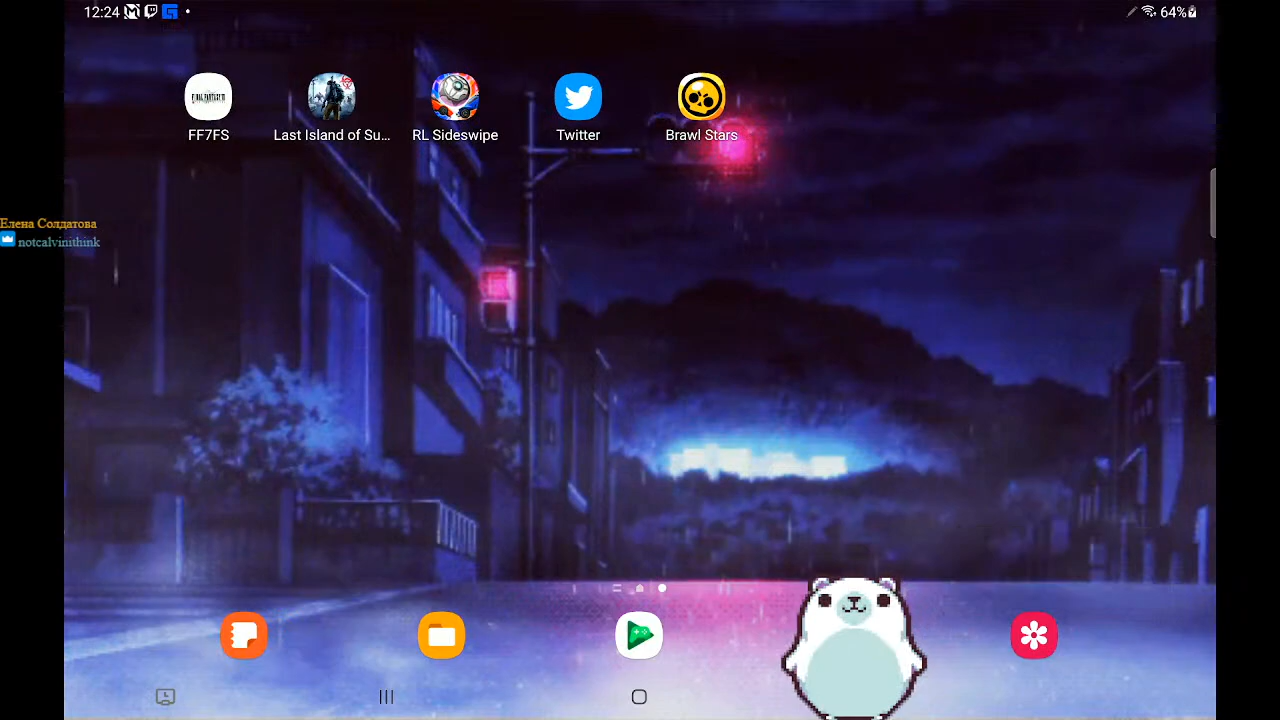 12:24
64%
FF7FS
Last Island of Su...
RL Sideswipe
Twitter
Brawl Stars
Елена Солдатова
notcalvinithink